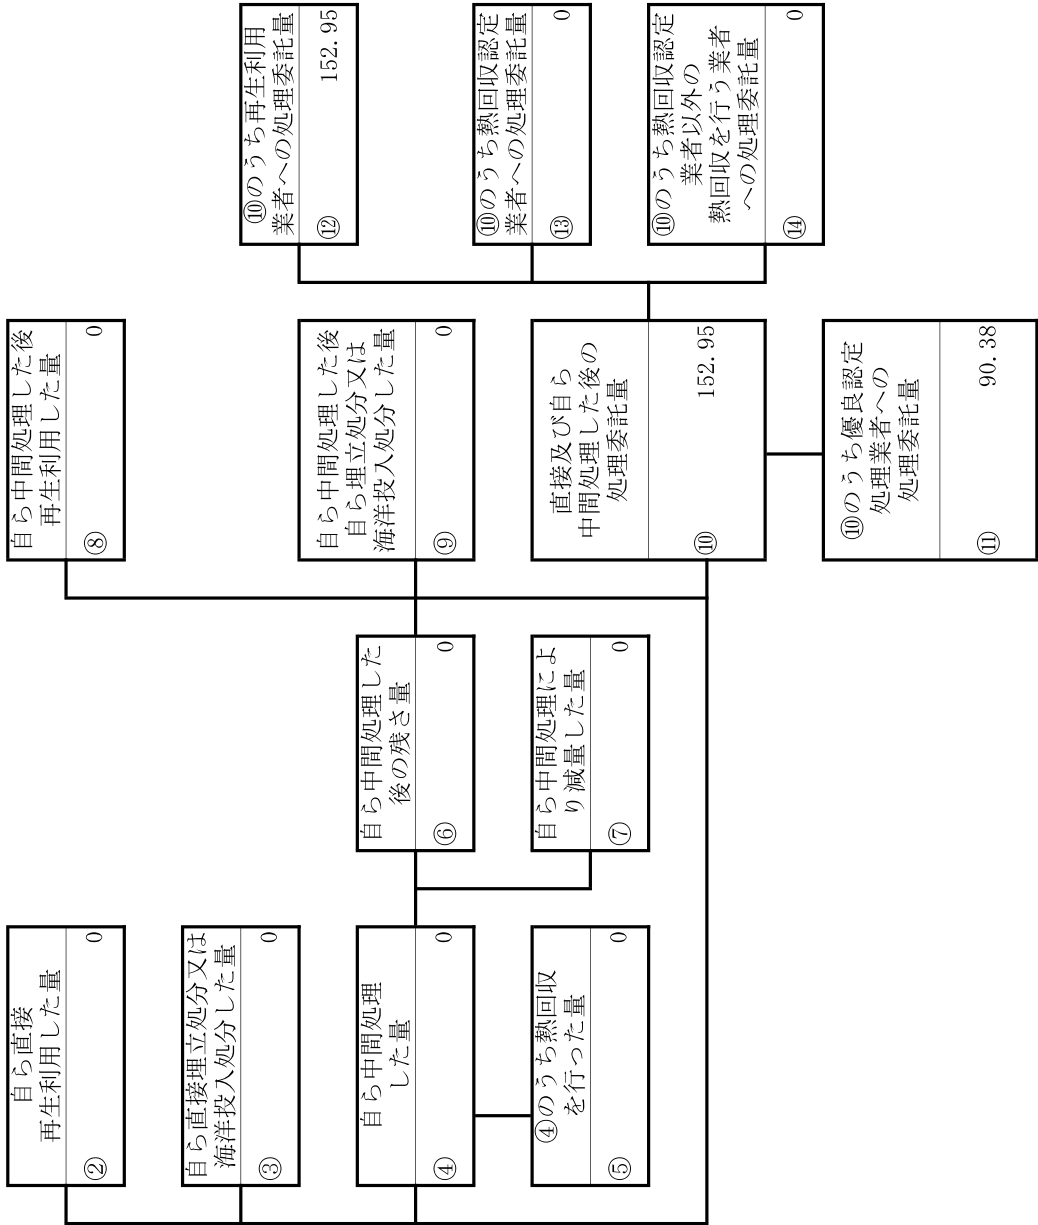 自ら直接
再生利用した量
②
0
自ら直接埋立処分又は
海洋投入処分した量
③
0
自ら中間処理
した量
④
0
④のうち熱回収
を行った量
⑤
0
自ら中間処理した
後の残さ量
⑥
0
自ら中間処理によ
り減量した量
⑦
0
自ら中間処理した後
再生利用した量
⑧
0
自ら中間処理した後
自ら埋立処分又は
海洋投入処分した量
⑨
0
直接及び自ら
中間処理した後の
処理委託量
⑩
152.95
⑩のうち優良認定
処理業者への
処理委託量
⑪
90.38
⑩のうち再生利用
業者への処理委託量
⑫
152.95
⑩のうち熱回収認定
業者への処理委託量
⑬
0
⑩のうち熱回収認定
業者以外の
熱回収を行う業者
への処理委託量
⑭
0